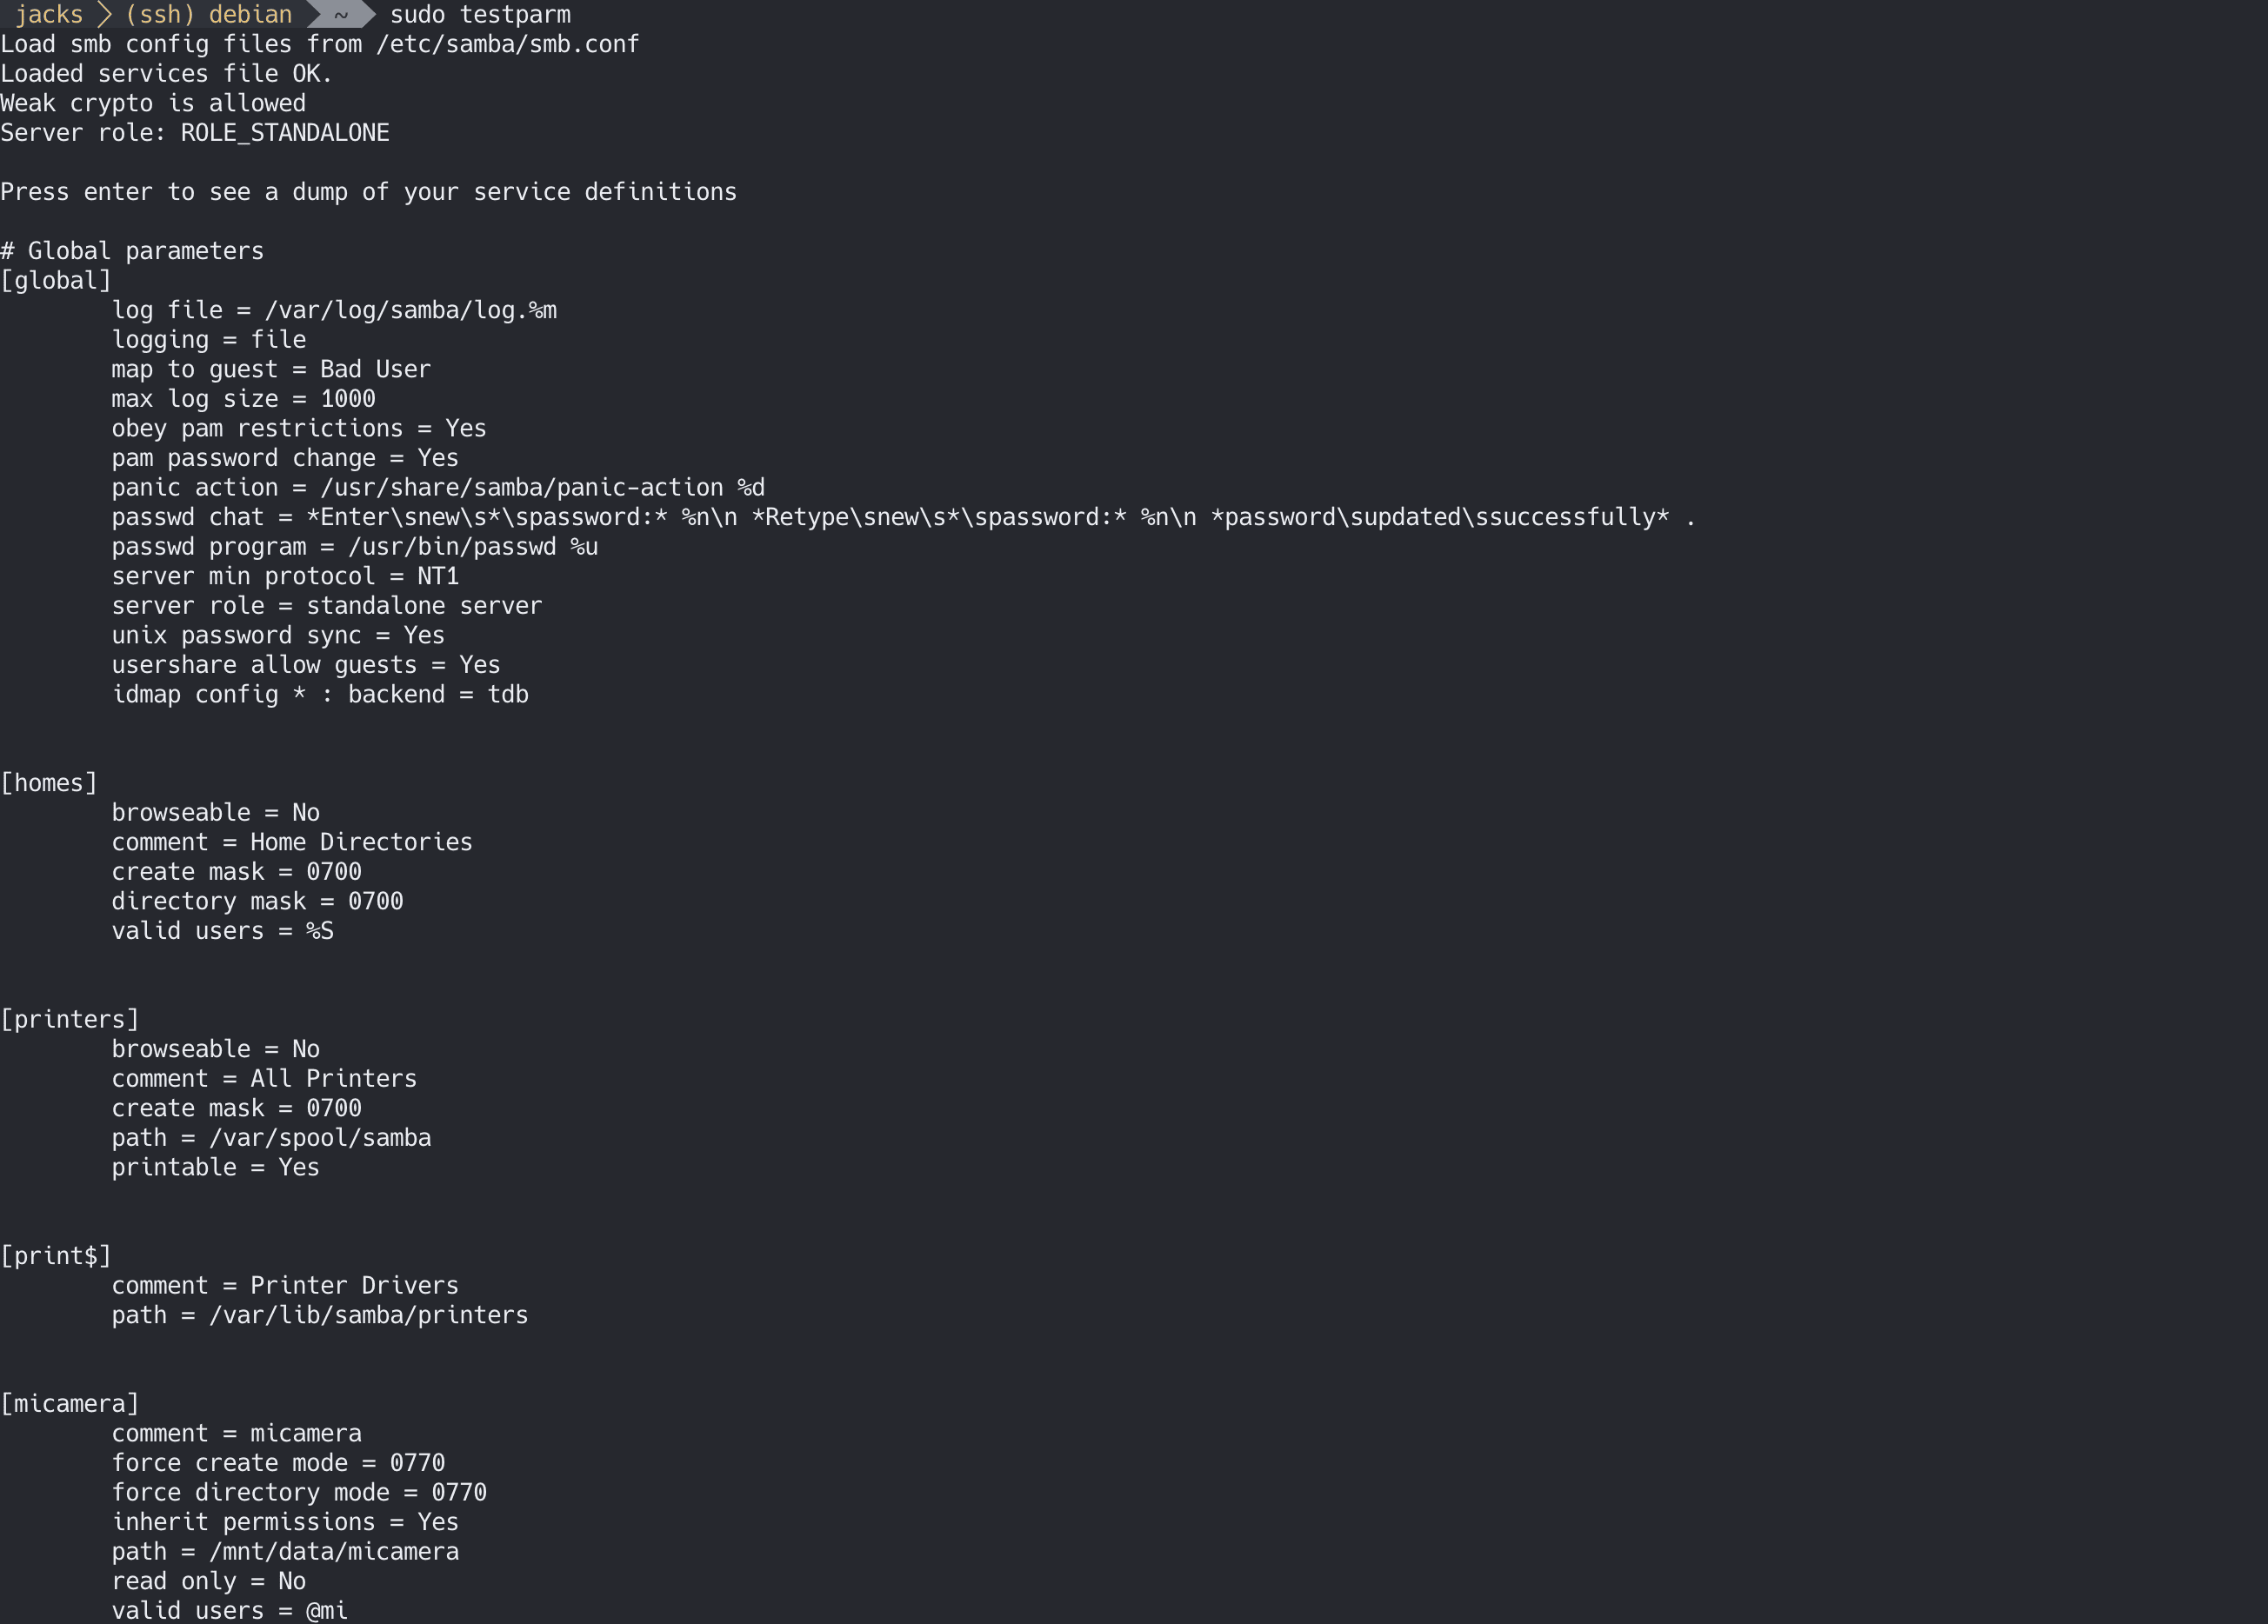 jacks (ssh) debian ~ sudo testparm
Load smb config files from /etc/samba/smb.conf
Loaded services file OK.
Weak crypto is allowed
Server role: ROLE_STANDALONE
Press enter to see a dump of your service definitions
# Global parameters
[global]
log file = /var/log/samba/log.%m
logging = file
map to guest = Bad User
max log size = 1000
obey pam restrictions = Yes
pam password change = Yes
panic action = /usr/share/samba/panic-action %d
passwd chat = *Enter\snew\s*\spassword:* %n\n *Retype\snew\s*\spassword:* %n\n *password\supdated\ssuccessfully* .
passwd program = /usr/bin/passwd %u
server min protocol = NT1
server role = standalone server
unix password sync = Yes
usershare allow guests = Yes
idmap config * : backend = tdb
[homes]
browseable = No
comment = Home Directories
create mask = 0700
directory mask = 0700
valid users = %S
[printers]
browseable = No
comment = All Printers
create mask = 0700
path = /var/spool/samba
printable = Yes
[print$]
comment = Printer Drivers
path = /var/lib/samba/printers
[micamera]
comment = micamera
force create mode = 0770
force directory mode = 0770
inherit permissions = Yes
path = /mnt/data/micamera
read only = No
valid users = @mi